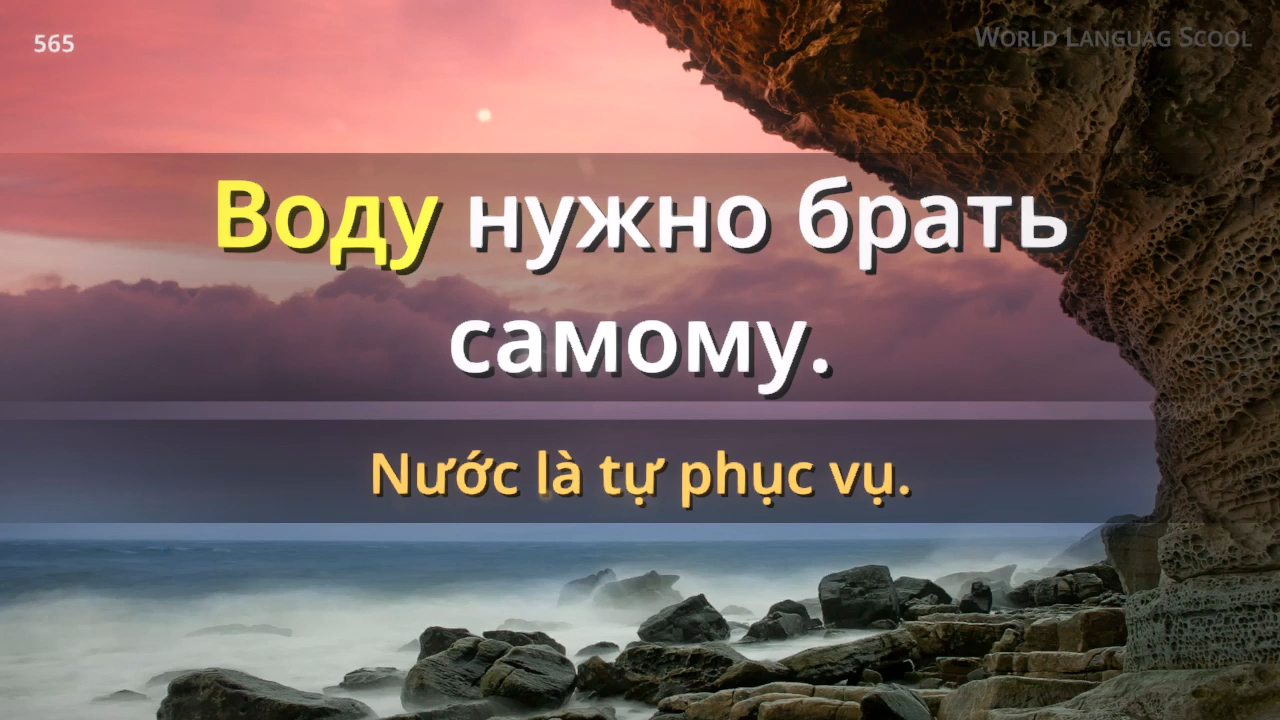 565
World Languag Scool
Воду нужно брать
самому.
Nước là tự phục vụ.